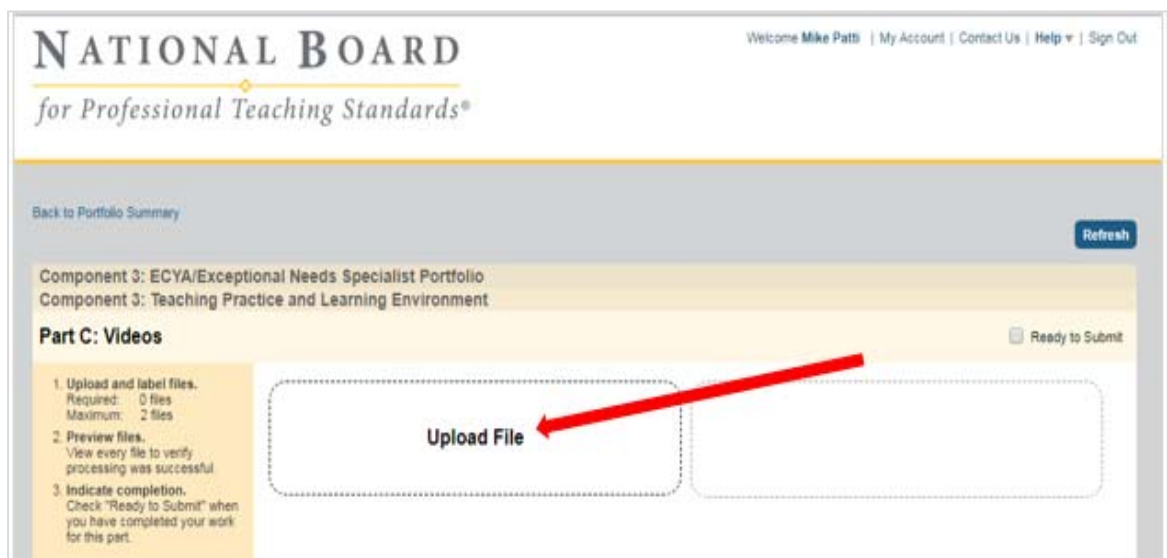 NATIONAL BOARD
for Professional Teaching Standards®
Welcome Mike Patti | My Account | Contact Us | Help ▾ | Sign Out
Back to Portfolio Summary
Refresh
Component 3: ECYA/Exceptional Needs Specialist Portfolio
Component 3: Teaching Practice and Learning Environment
Part C: Videos
Ready to Submit
1. Upload and label files.
Required: 0 files
Maximum: 2 files
2. Preview files.
View every file to verify
processing was successful
3. Indicate completion.
Check "Ready to Submit" when
you have completed your work
for this part.
Upload File